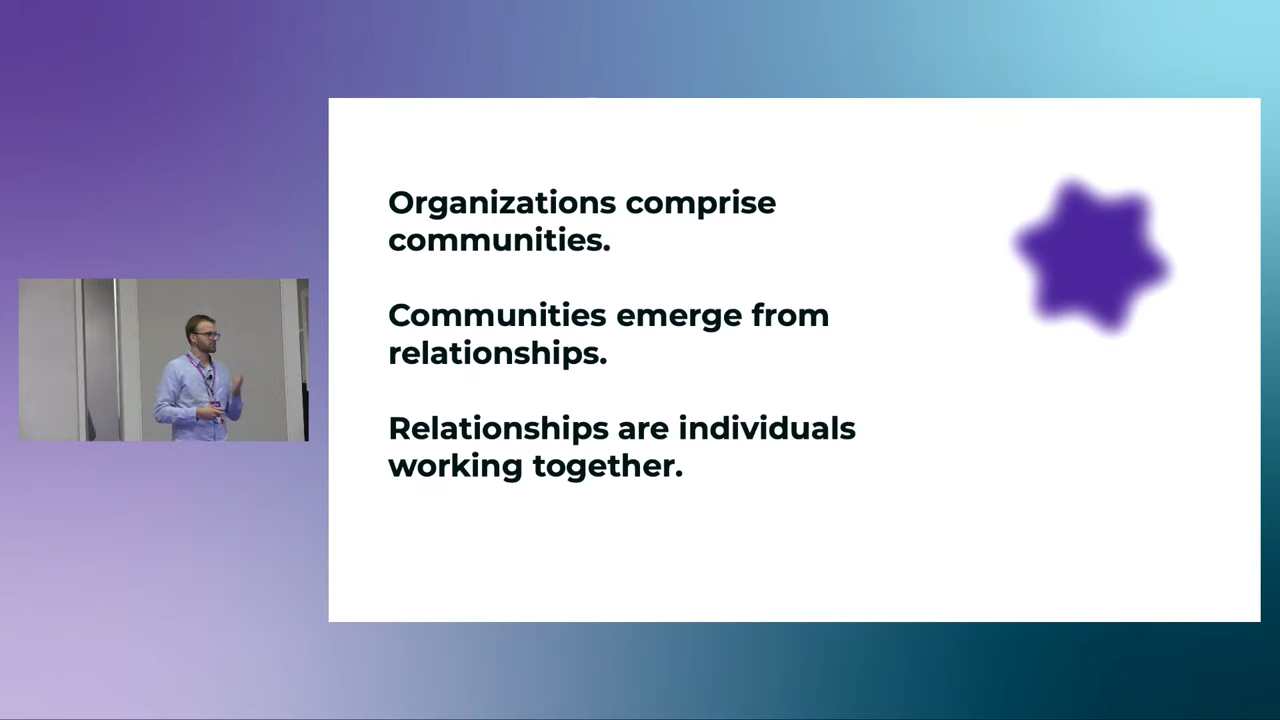 Organizations comprise
communities.
Communities emerge from
relationships.
Relationships are individuals
working together.